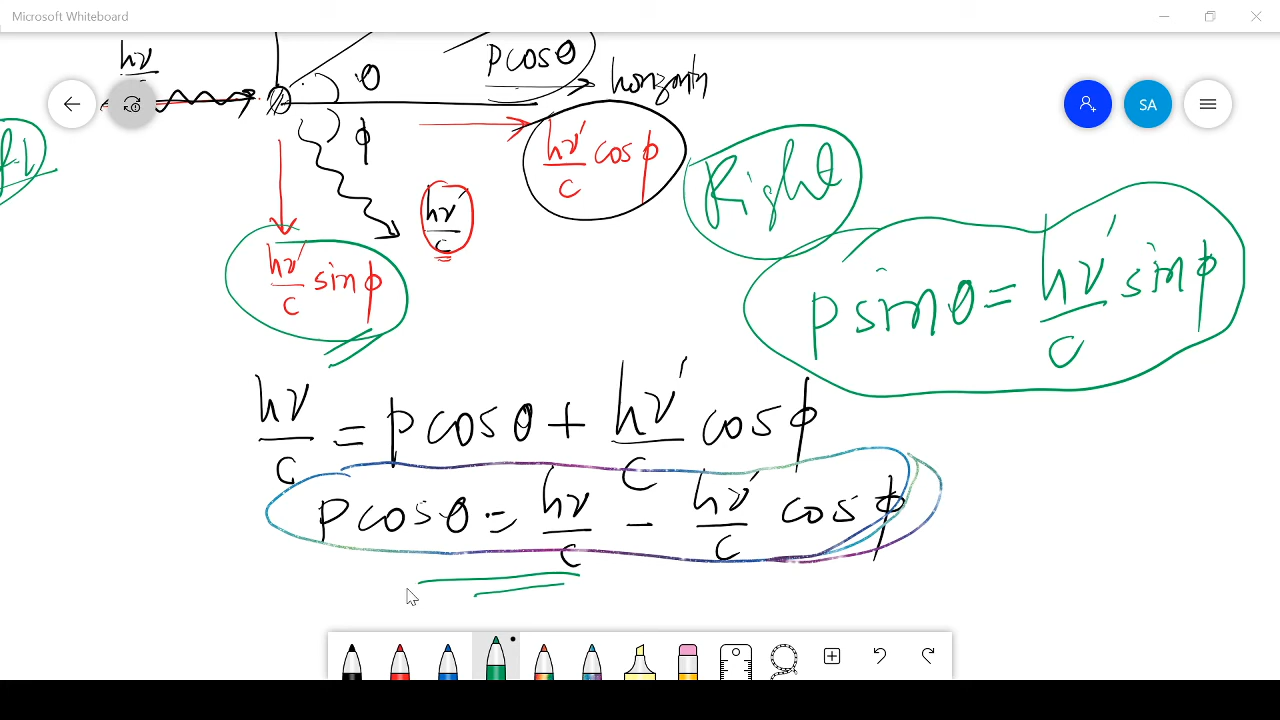 Microsoft Whiteboard
hν
pcosθ
θ
horizontal
SA
ϕ
hν'/c cosϕ
Right
hν'/c
hν'/c sinϕ
psinθ = hν'/c sinϕ
hν/c = pcosθ + hν'/c cosϕ
pcosθ = hν/c − hν'/c cosϕ